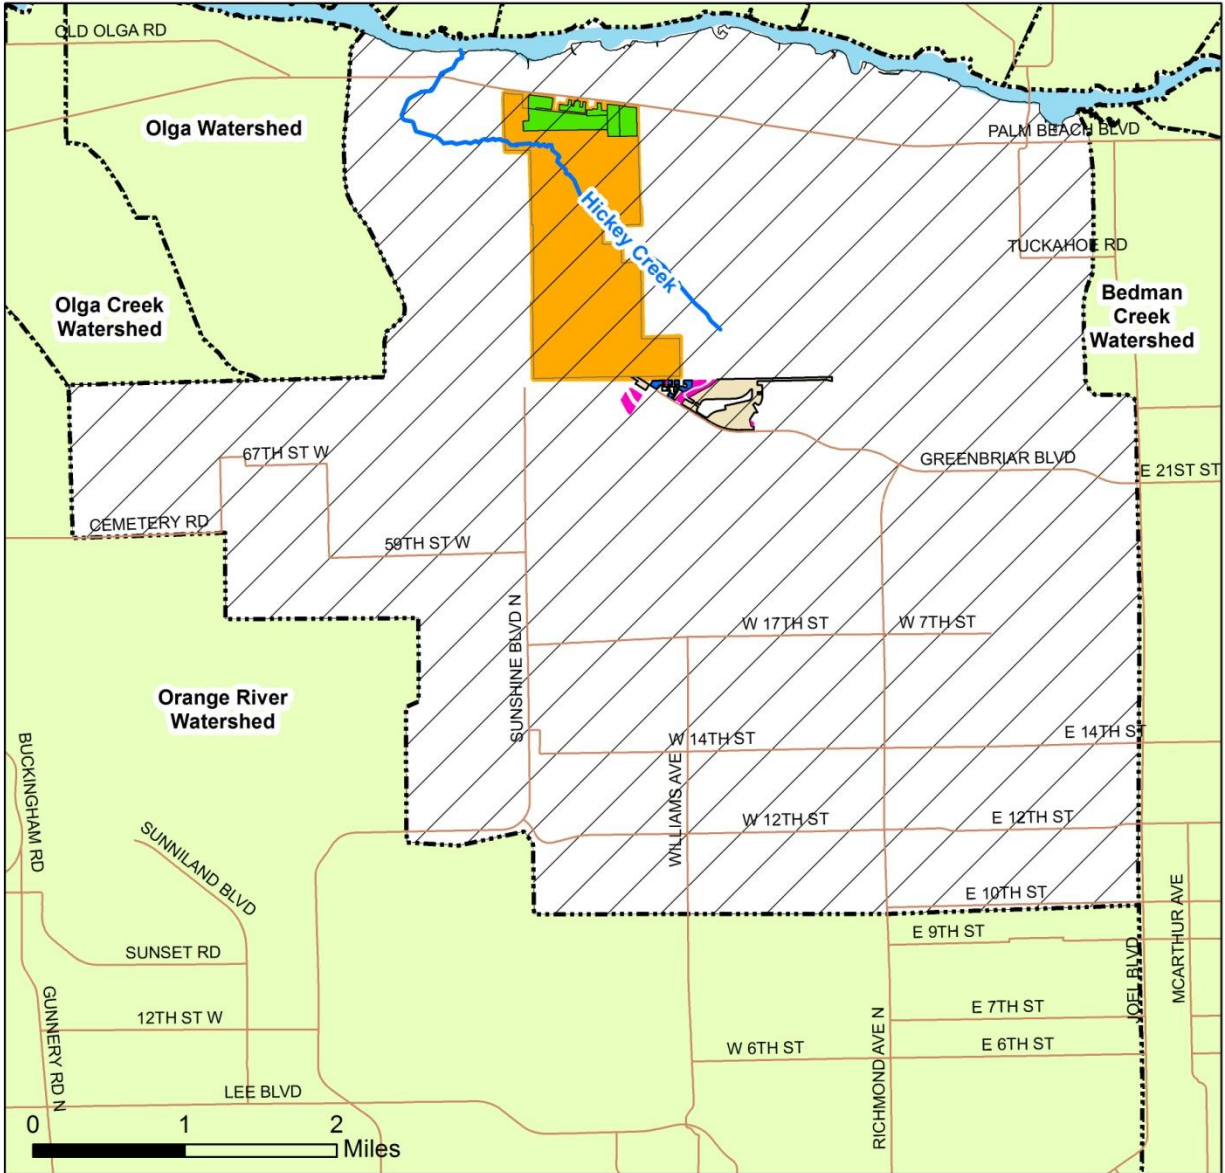 OLD OLGA RD
Olga Watershed
PALM BEACH BLVD
Hickey Creek
TUCKAHOE RD
Olga Creek
Watershed
Bedman
Creek
Watershed
67TH ST W
GREENBRIAR BLVD
E 21ST ST
CEMETERY RD
59TH ST W
SUNSHINE BLVD N
W 17TH ST
W 7TH ST
Orange River
Watershed
BUCKINGHAM RD
W 14TH ST
E 14TH ST
WILLIAMS AVE
SUNNILAND BLVD
W 12TH ST
E 12TH ST
MCARTHUR AVE
E 10TH ST
E 9TH ST
SUNSET RD
JOEL BLVD
GUNNERY RD N
12TH ST W
E 7TH ST
RICHMOND AVE N
W 6TH ST
E 6TH ST
LEE BLVD
0 1 2
Miles